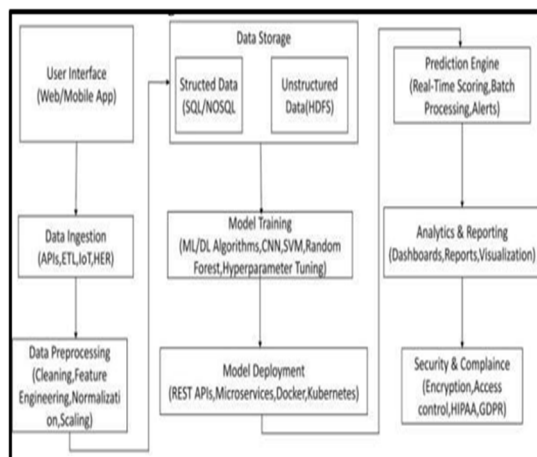 User Interface
(Web/Mobile App)
Data Ingestion
(APIs,ETL,IoT,HER)
Data Preprocessing
(Cleaning,Feature
Engineering,Normalizati
on,Scaling)
Data Storage
Structed Data
(SQL/NOSQL
Unstructured
Data(HDFS)
Model Training
(ML/DL Algorithms,CNN,SVM,Random
Forest,Hyperparameter Tuning)
Model Deployment
(REST APIs,Microservices,Docker,Kubernetes)
Prediction Engine
(Real-Time Scoring,Batch
Processing,Alerts)
Analytics & Reporting
(Dashboards,Reports,Visualization)
Security & Complaince
(Encryption,Access
control,HIPAA,GDPR)